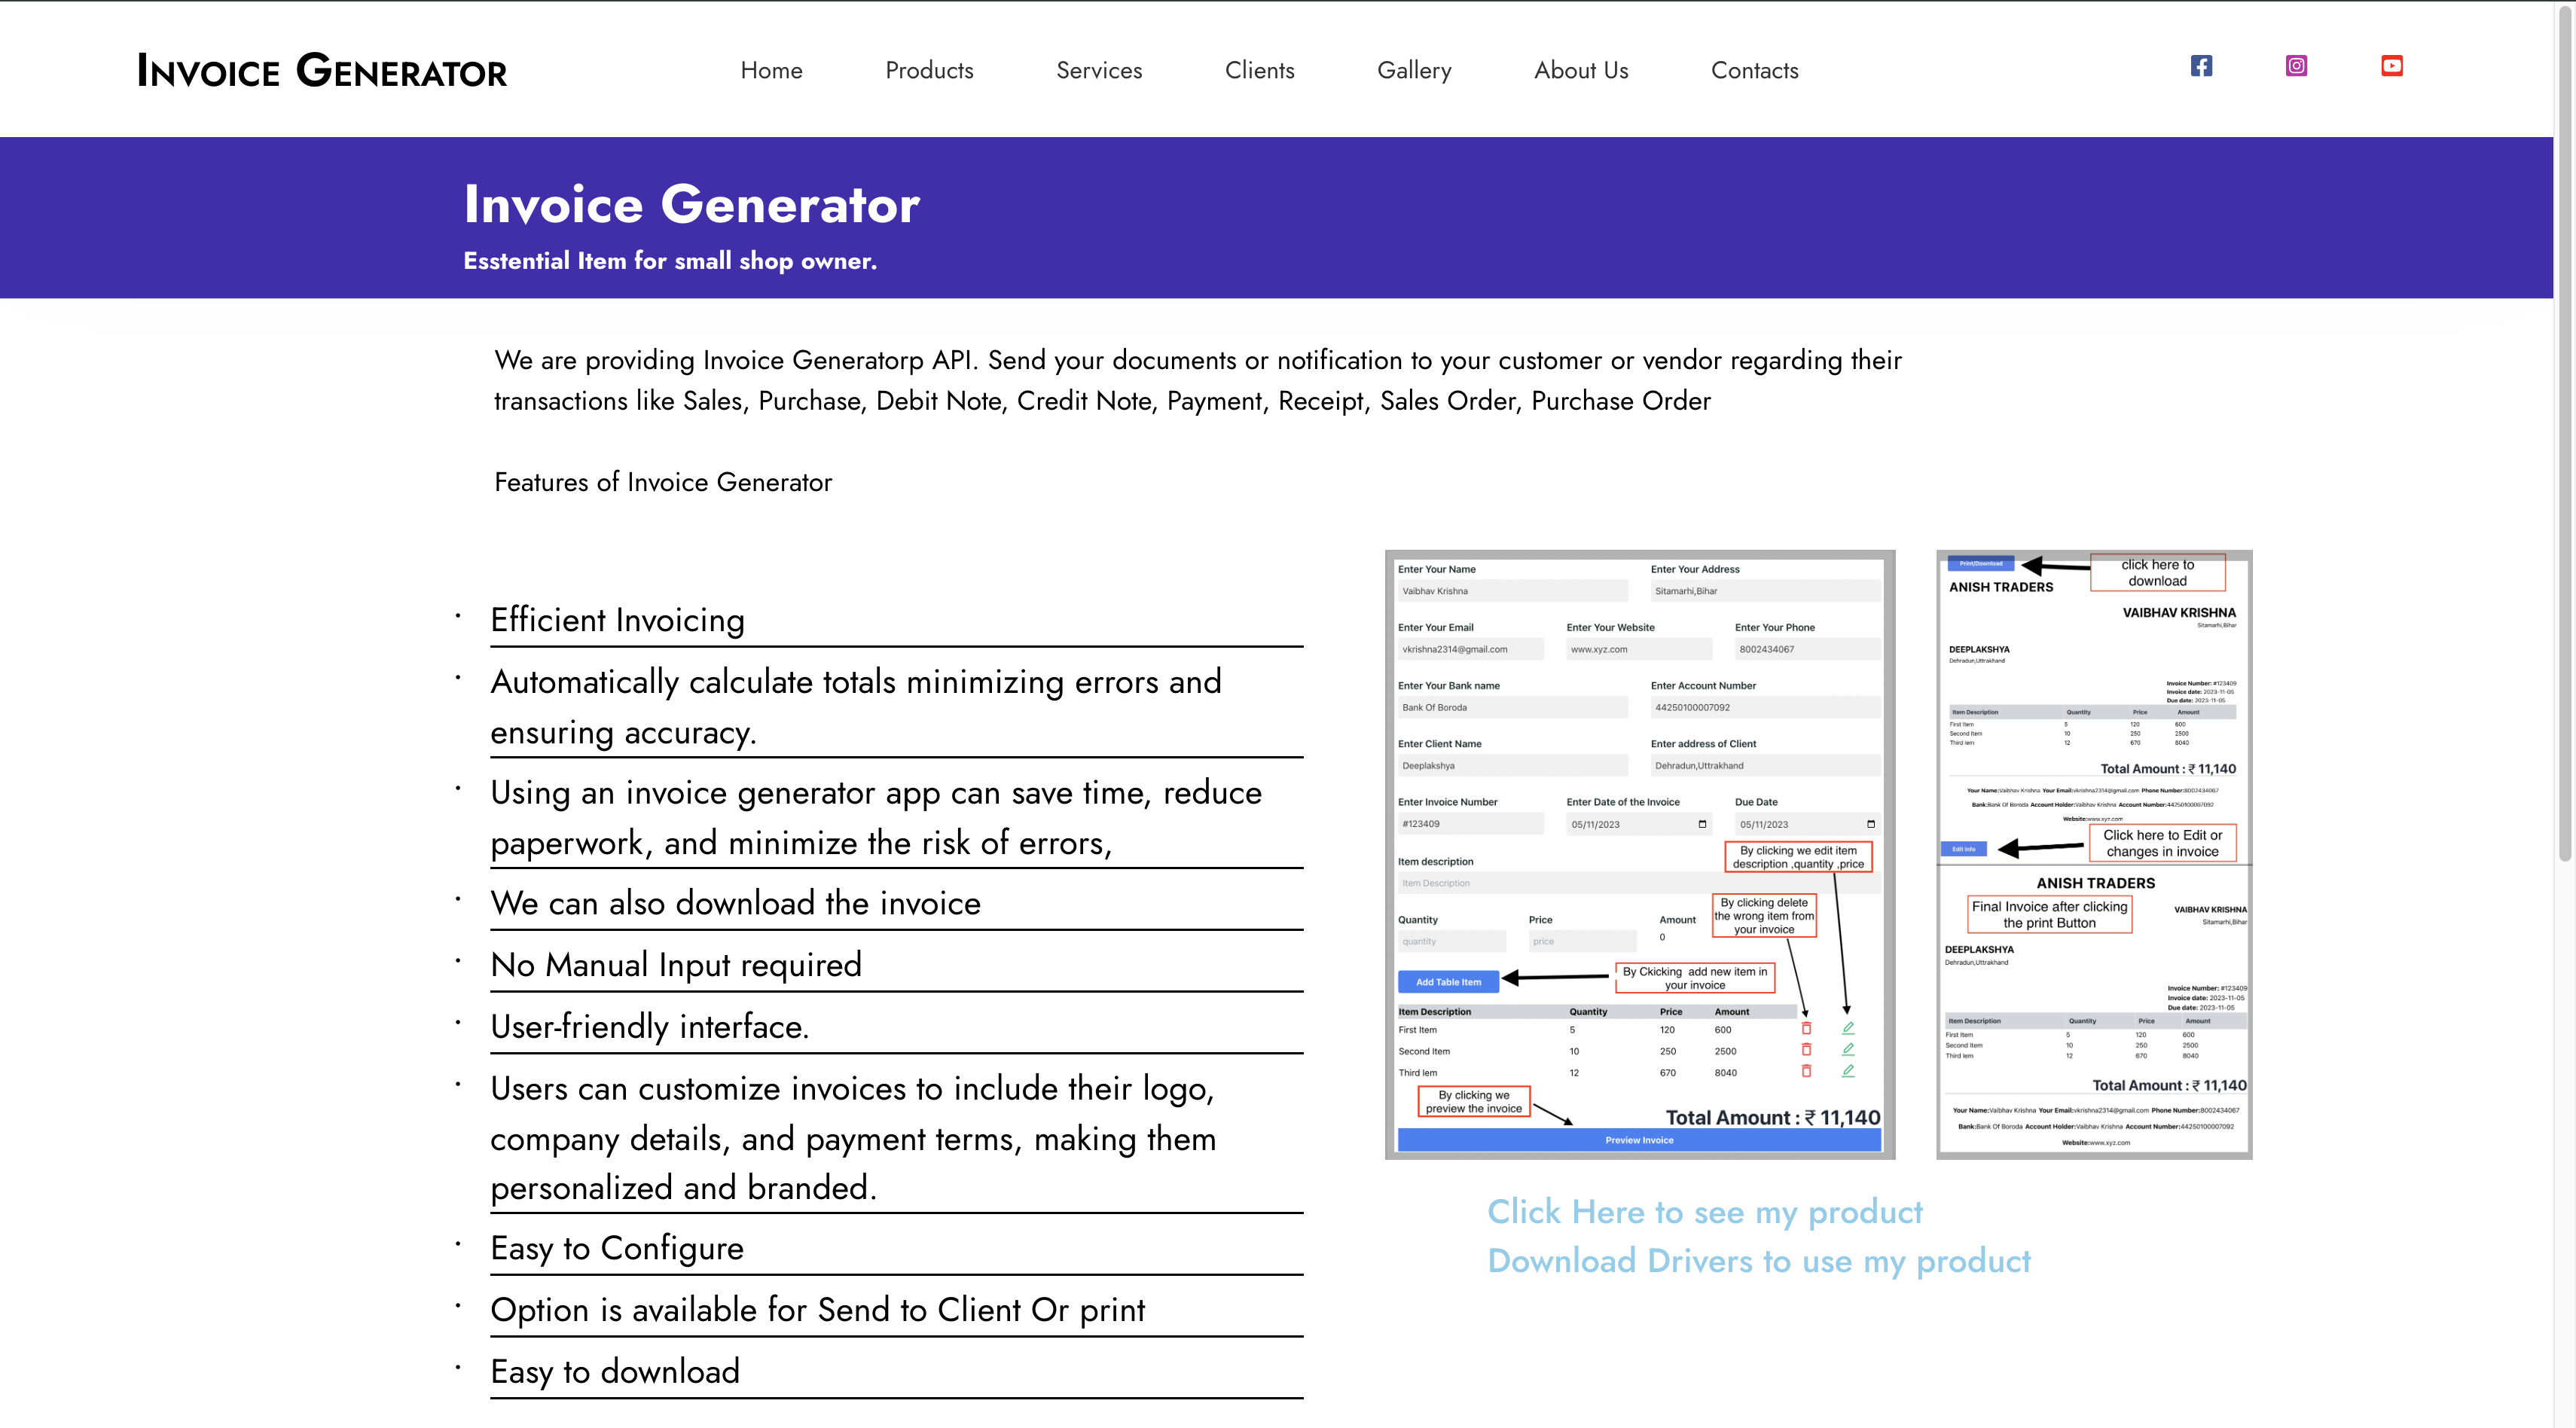 INVOICE GENERATOR
Home Products Services Clients Gallery About Us Contacts
Invoice Generator
Esstential Item for small shop owner.
We are providing Invoice Generatorp API. Send your documents or notification to your customer or vendor regarding their
transactions like Sales, Purchase, Debit Note, Credit Note, Payment, Receipt, Sales Order, Purchase Order
Features of Invoice Generator
· Efficient Invoicing
· Automatically calculate totals minimizing errors and
ensuring accuracy.
· Using an invoice generator app can save time, reduce
paperwork, and minimize the risk of errors,
· We can also download the invoice
· No Manual Input required
· User-friendly interface.
· Users can customize invoices to include their logo,
company details, and payment terms, making them
personalized and branded.
· Easy to Configure
· Option is available for Send to Client Or print
· Easy to download
Enter Your Name Enter Your Address
Vaibhav Krishna Sitamarhi,Bihar
Enter Your Email Enter Your Website Enter Your Phone
vkrishna2314@gmail.com www.xyz.com 8002434067
Enter Your Bank name Enter Account Number
Bank Of Boroda 44250100007092
Enter Client Name Enter address of Client
Deeplakshya Dehradun,Uttrakhand
Enter Invoice Number Enter Date of the Invoice Due Date
#123409 05/11/2023 05/11/2023
By clicking we edit item
description ,quantity ,price
Item description
Item Description
By clicking delete
the wrong item from
your invoice
Quantity Price Amount
quantity price 0
Add Table Item
By Ckicking add new item in
your invoice
Item Description Quantity Price Amount
First Item 5 120 600
Second Item 10 250 2500
Third Iem 12 670 8040
By clicking we
preview the invoice
Total Amount : ₹ 11,140
Preview Invoice
Print/Download
click here to
download
ANISH TRADERS
VAIBHAV KRISHNA
Sitamarhi,Bihar
DEEPLAKSHYA
Dehradun,Uttrakhand
Invoice Number: #123409
Invoice date: 2023-11-05
Due date: 2023-11-05
Item Description Quantity Price Amount
First Item 5 120 600
Second Item 10 250 2500
Third Iem 12 670 8040
Total Amount : ₹ 11,140
Your Name:Vaibhav Krishna Your Email:vkrishna2314@gmail.com Phone Number:8002434067
Bank:Bank Of Boroda Account Holder:Vaibhav Krishna Account Number:44250100007092
Website:www.xyz.com
Click here to Edit or
changes in invoice
Edit Info
ANISH TRADERS
Final Invoice after clicking
the print Button
VAIBHAV KRISHNA
Sitamarhi,Bihar
DEEPLAKSHYA
Dehradun,Uttrakhand
Invoice Number: #123409
Invoice date: 2023-11-05
Due date: 2023-11-05
Item Description Quantity Price Amount
First Item 5 120 600
Second Item 10 250 2500
Third Iem 12 670 8040
Total Amount : ₹ 11,140
Your Name:Vaibhav Krishna Your Email:vkrishna2314@gmail.com Phone Number:8002434067
Bank:Bank Of Boroda Account Holder:Vaibhav Krishna Account Number:44250100007092
Website:www.xyz.com
Click Here to see my product
Download Drivers to use my product